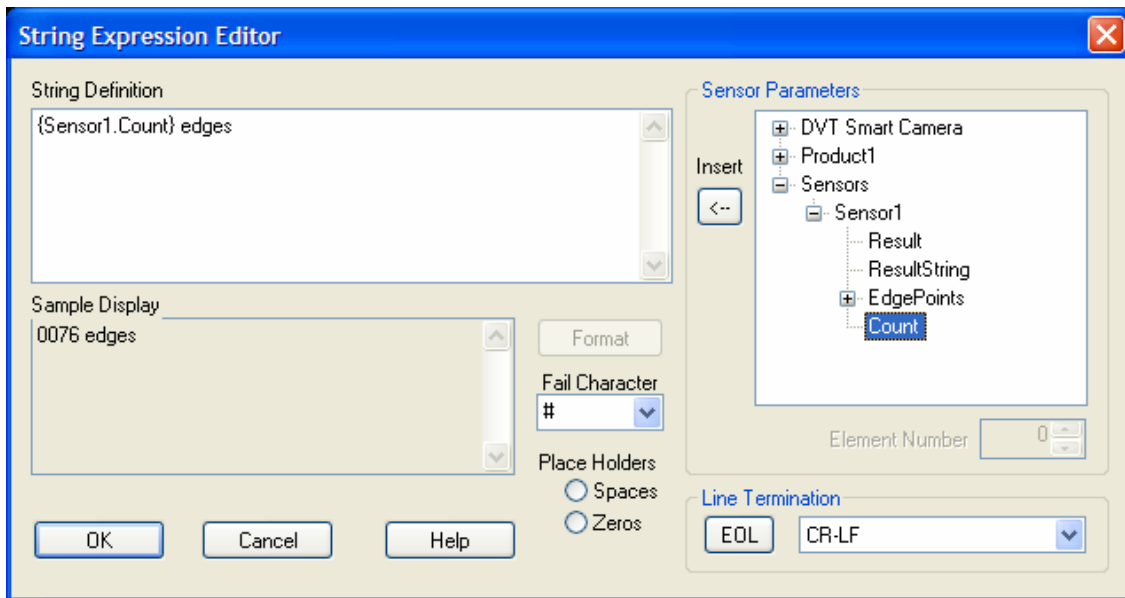 String Expression Editor
String Definition
{Sensor1.Count} edges
Sample Display
0076 edges
Format
Fail Character
#
Place Holders
Spaces
Zeros
OK
Cancel
Help
Insert
<--
Sensor Parameters
DVT Smart Camera
Product1
Sensors
Sensor1
Result
ResultString
EdgePoints
Count
Element Number
0
Line Termination
EOL
CR-LF